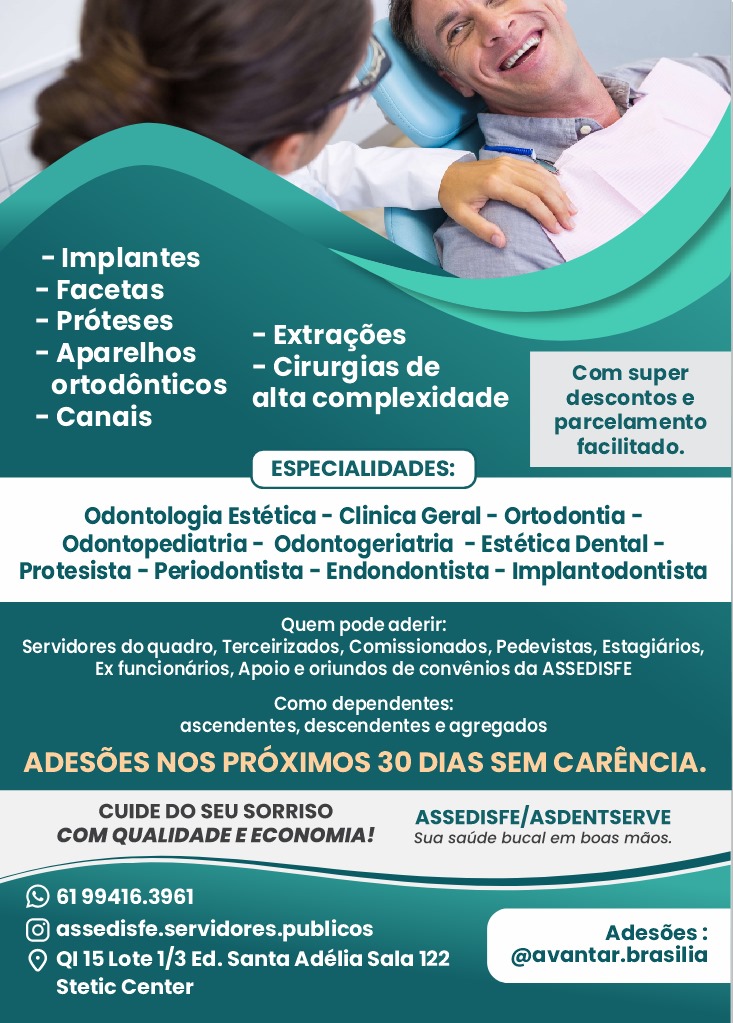 - Implantes
- Facetas
- Próteses
- Aparelhos
ortodônticos
- Canais
- Extrações
- Cirurgias de
alta complexidade
Com super
descontos e
parcelamento
facilitado.
ESPECIALIDADES:
Odontologia Estética - Clinica Geral - Ortodontia -
Odontopediatria - Odontogeriatria - Estética Dental -
Protesista - Periodontista - Endondontista - Implantodontista
Quem pode aderir:
Servidores do quadro, Terceirizados, Comissionados, Pedevistas, Estagiários,
Ex funcionários, Apoio e oriundos de convênios da ASSEDISFE
Como dependentes:
ascendentes, descendentes e agregados
ADESÕES NOS PRÓXIMOS 30 DIAS SEM CARÊNCIA.
CUIDE DO SEU SORRISO
COM QUALIDADE E ECONOMIA!
ASSEDISFE/ASDENTSERVE
Sua saúde bucal em boas mãos.
61 99416.3961
assedisfe.servidores.publicos
QI 15 Lote 1/3 Ed. Santa Adélia Sala 122
Stetic Center
Adesões :
@avantar.brasilia